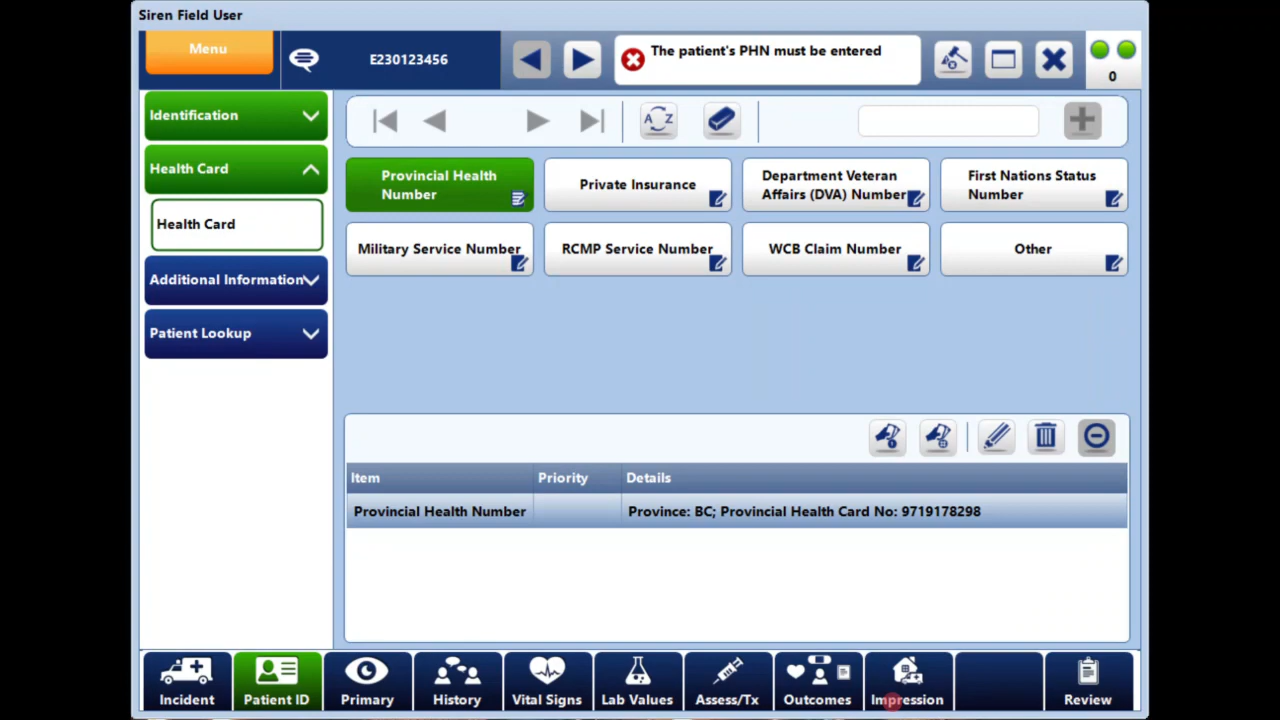 Siren Field User
Menu
E230123456
The patient's PHN must be entered
0
Identification
Health Card
Health Card
Additional Information
Patient Lookup
A Z
Provincial Health
Number
Private Insurance
Department Veteran
Affairs (DVA) Number
First Nations Status
Number
Military Service Number
RCMP Service Number
WCB Claim Number
Other
Item Priority Details
Provincial Health Number Province: BC; Provincial Health Card No: 9719178298
Incident
Patient ID
Primary
History
Vital Signs
Lab Values
Assess/Tx
Outcomes
Impression
Review